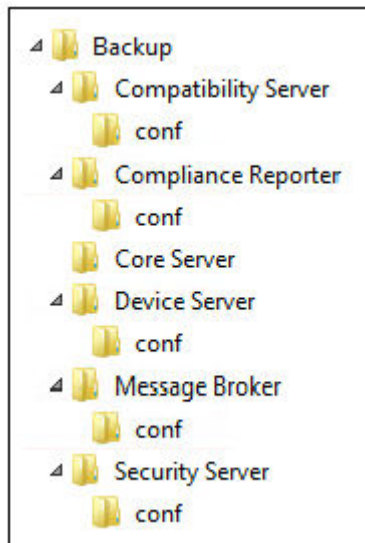 Backup
Compatibility Server
conf
Compliance Reporter
conf
Core Server
Device Server
conf
Message Broker
conf
Security Server
conf